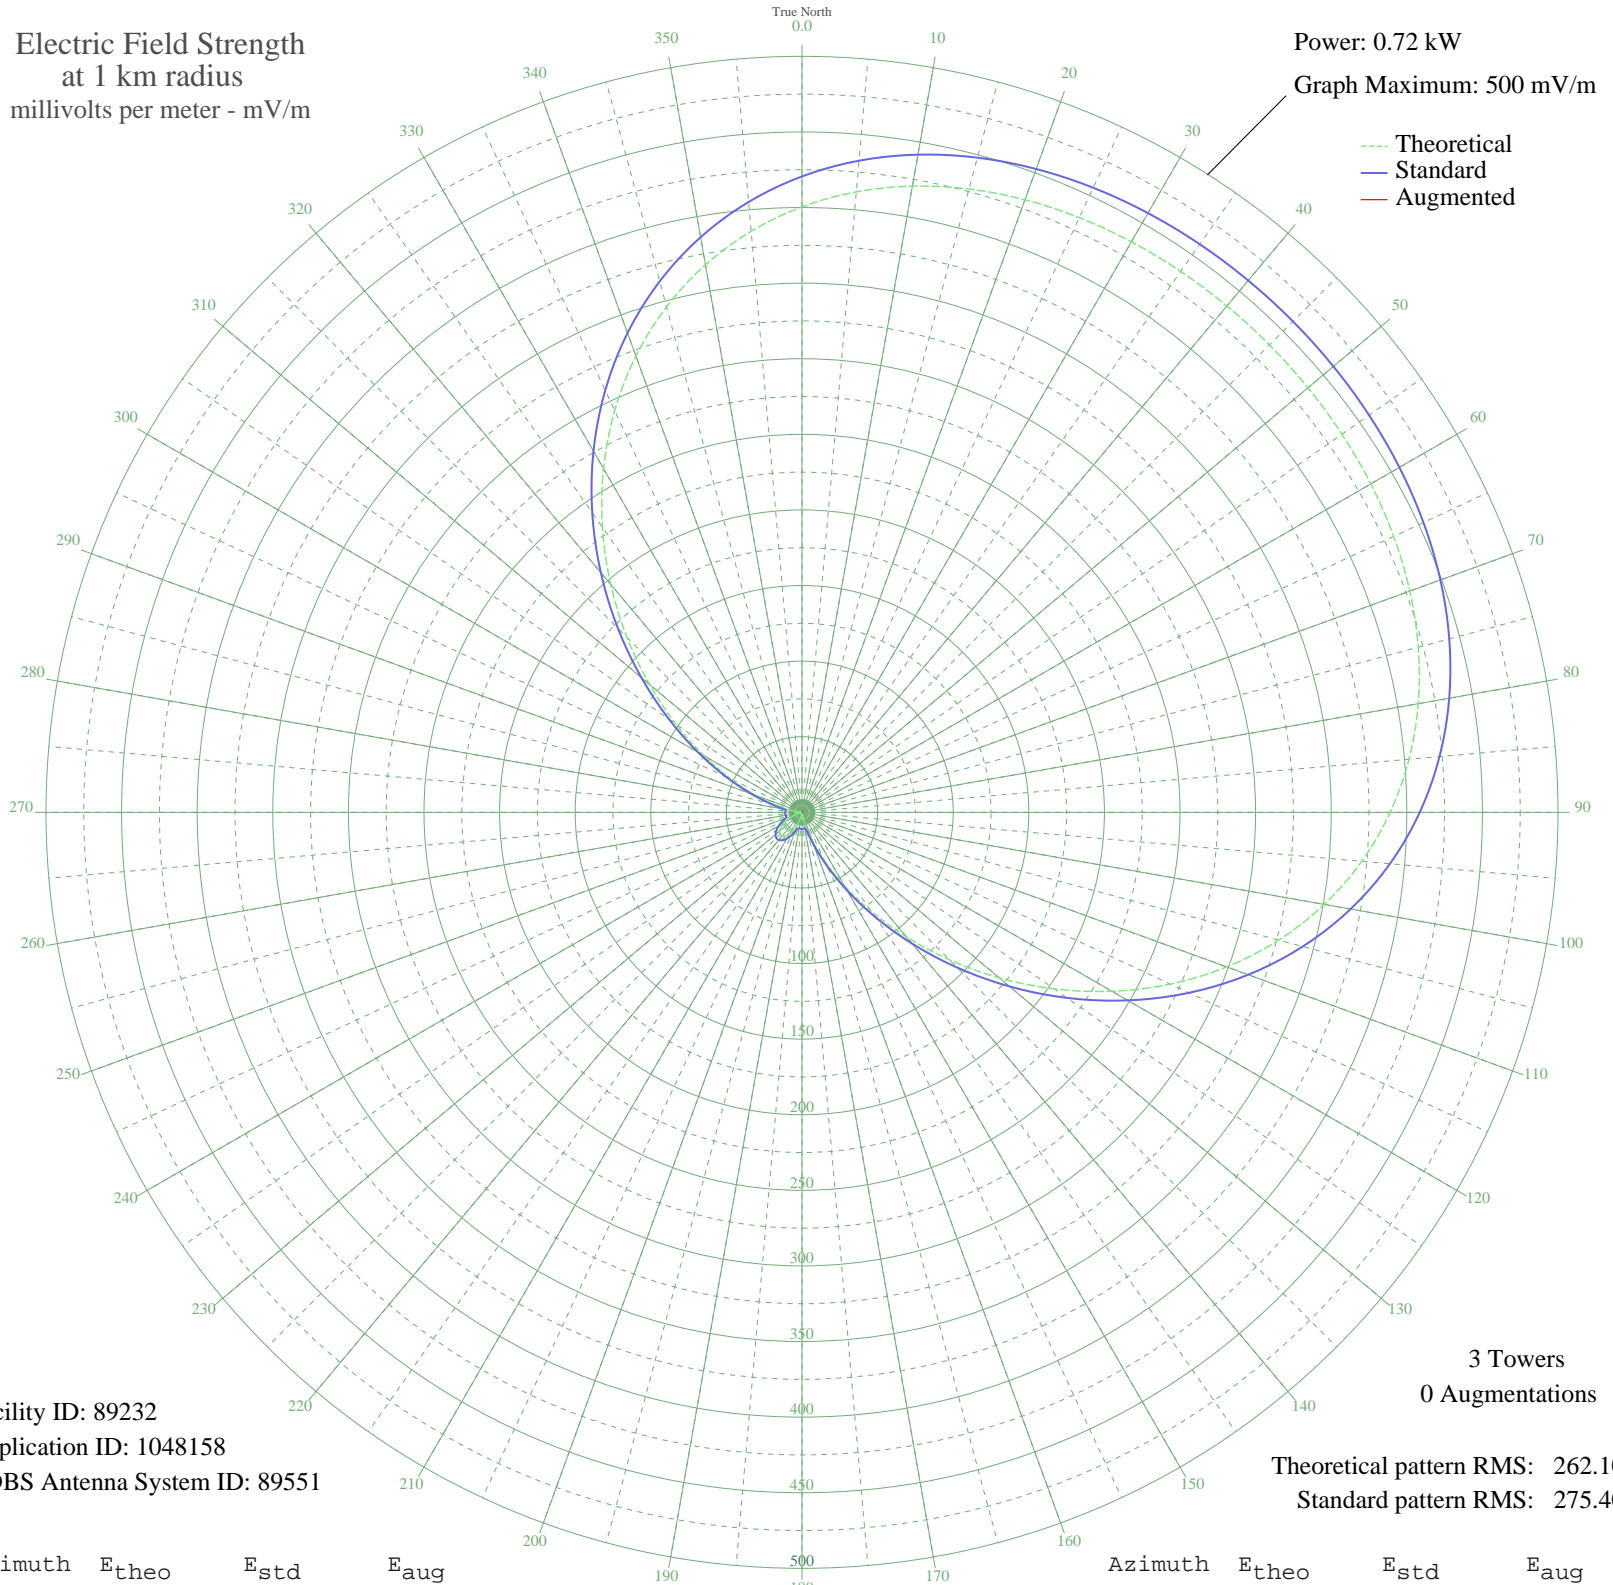 True North
0.0
Electric Field Strength
at 1 km radius
millivolts per meter - mV/m
Power: 0.72 kW
Graph Maximum: 500 mV/m
Theoretical
Standard
Augmented
10
20
30
40
50
60
70
80
90
100
110
120
130
140
150
160
170
190
200
210
220
230
240
250
260
270
280
290
300
310
320
330
340
350
100
150
200
250
300
350
400
450
500
3 Towers
0 Augmentations
cility ID: 89232
plication ID: 1048158
DBS Antenna System ID: 89551
Theoretical pattern RMS: 262.10
Standard pattern RMS: 275.40
imuth Etheo Estd Eaug
Azimuth Etheo Estd Eaug